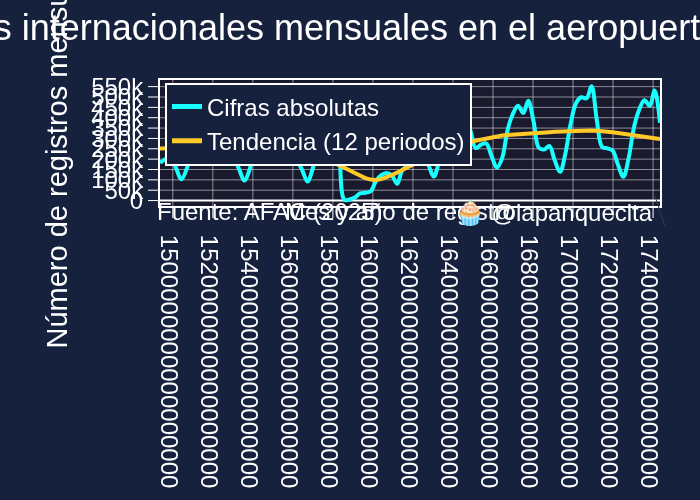 s internacionales mensuales en el aeropuert
Número de registros mensu
550k
500k
450k
400k
350k
300k
250k
200k
150k
100k
50k
0
Cifras absolutas
Tendencia (12 periodos)
Fuente: AFAC (2025)
Mes y año de registro
🧁 @lapanquecita
1500000000000000000
1520000000000000000
1540000000000000000
1560000000000000000
1580000000000000000
1600000000000000000
1620000000000000000
1640000000000000000
1660000000000000000
1680000000000000000
1700000000000000000
1720000000000000000
1740000000000000000